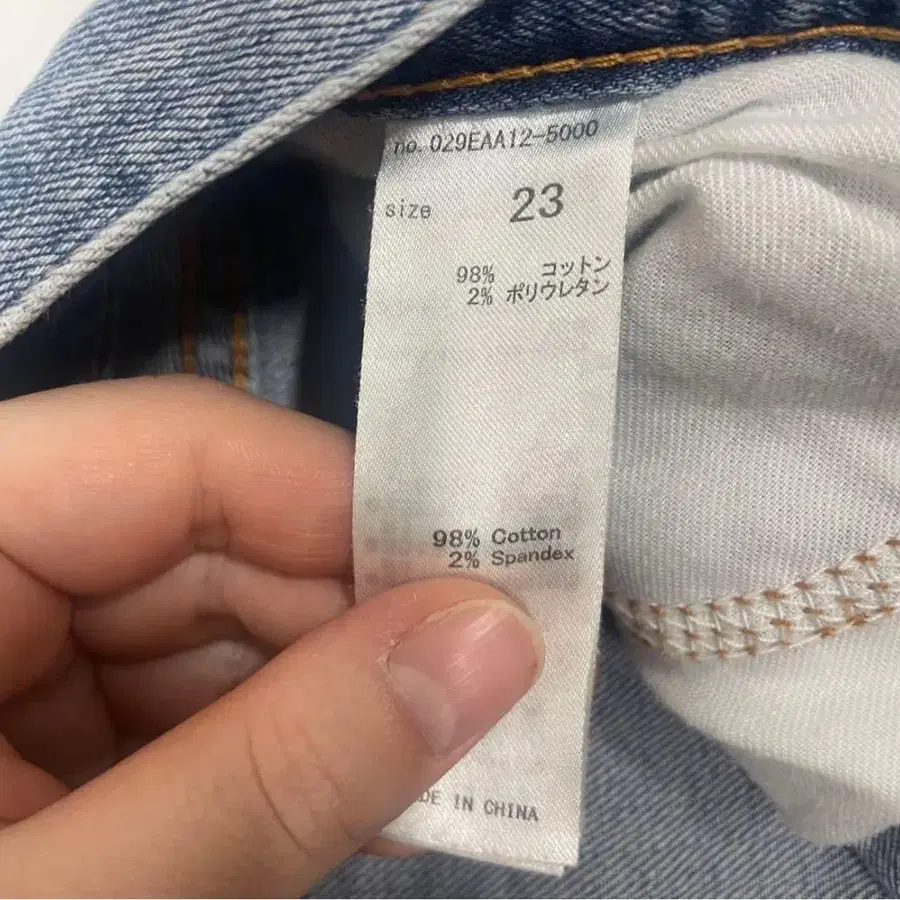 no. 029EAA12-5000
size 23
98% コットン
2% ポリウレタン
98% Cotton
2% Spandex
DE IN CHINA